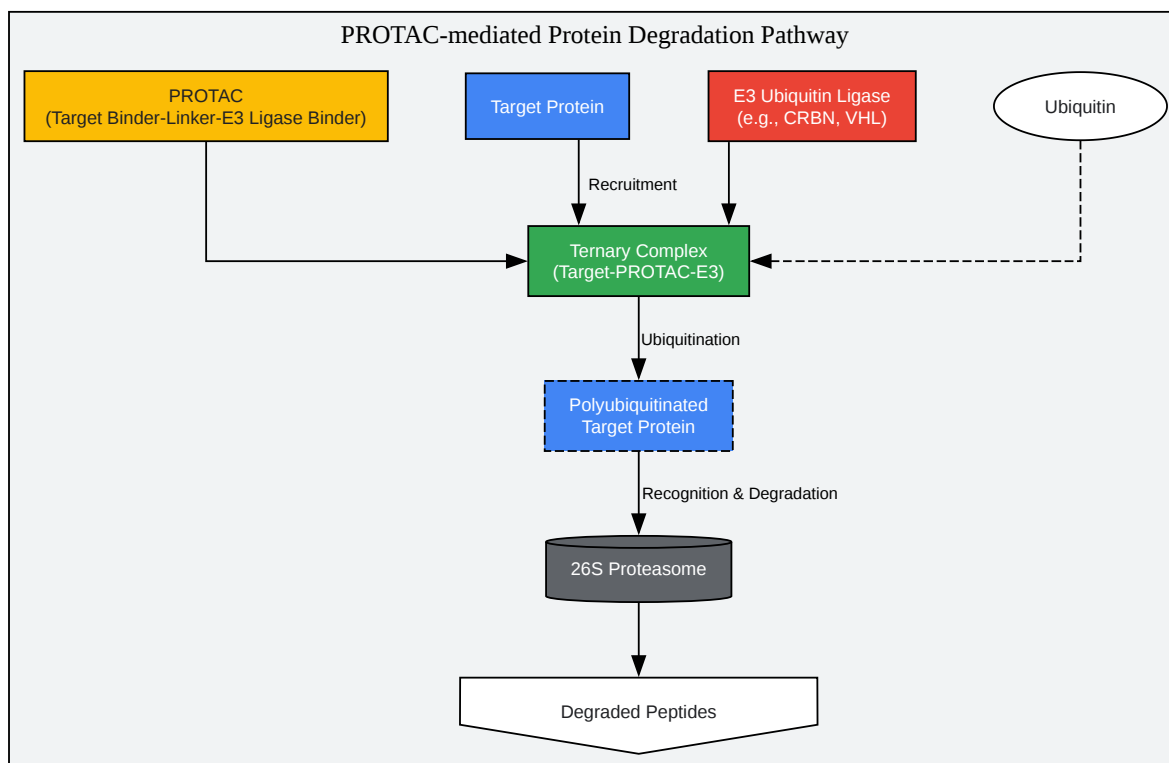 PROTAC-mediated Protein Degradation Pathway
PROTAC
(Target Binder-Linker-E3 Ligase Binder)
Target Protein
E3 Ubiquitin Ligase
(e.g., CRBN, VHL)
Ubiquitin
Recruitment
Ternary Complex
(Target-PROTAC-E3)
Ubiquitination
Polyubiquitinated
Target Protein
Recognition & Degradation
26S Proteasome
Degraded Peptides